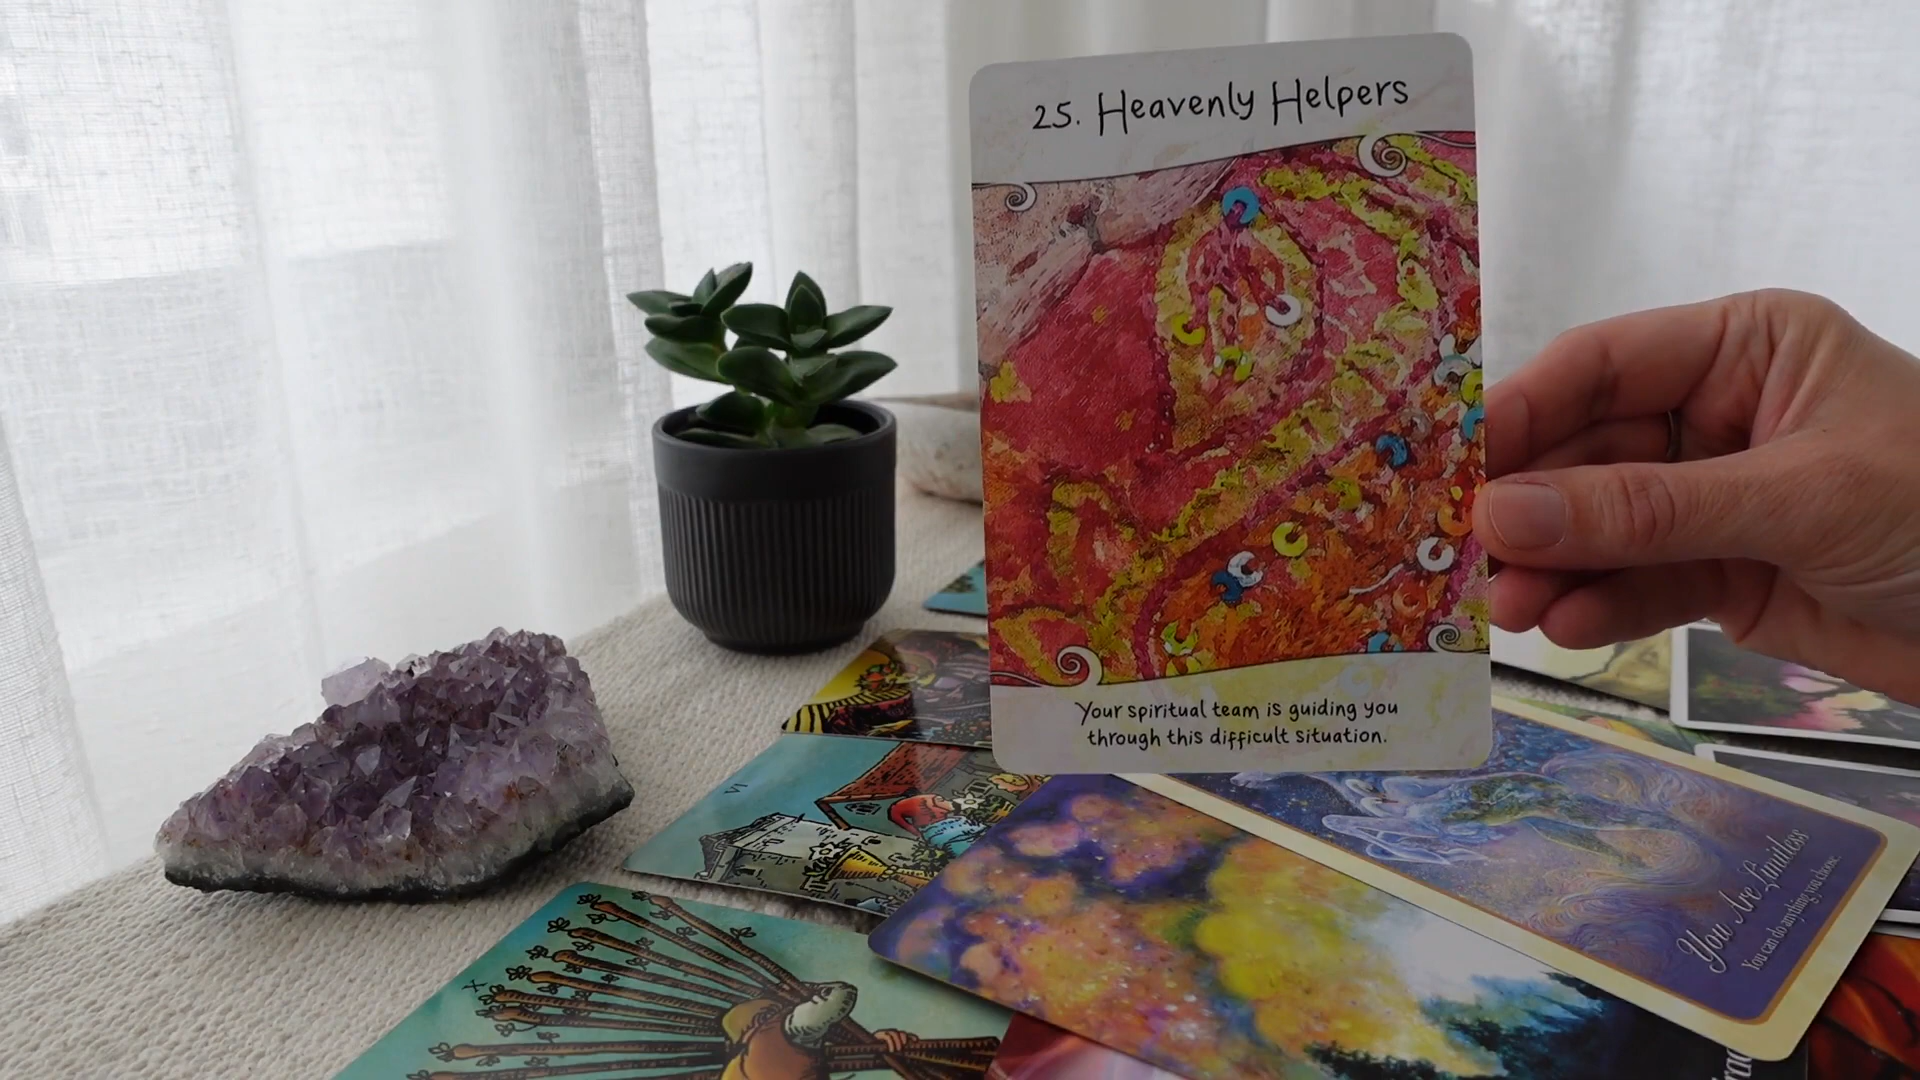 25. Heavenly Helpers
Your spiritual team is guiding you
through this difficult situation.
VI
X
You Are Limitless
You can do anything you choose.